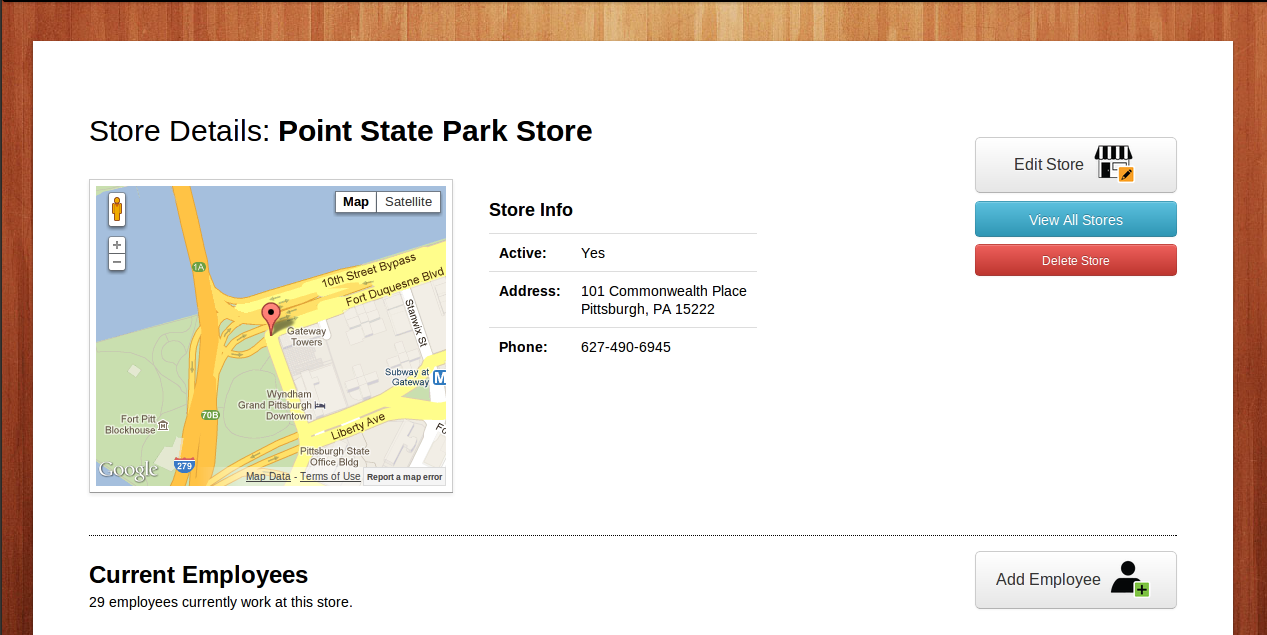 Store Details: Point State Park Store
Edit Store
View All Stores
Delete Store
Map
Satellite
+
−
1A
10th Street Bypass
Fort Duquesne Blvd
Stanwix St
Gateway
Towers
Subway at
Gateway
M
Wyndham
Grand Pittsburgh
Downtown
70B
Fort Pitt
Blockhouse
Liberty Ave
Fo
Pittsburgh State
Office Bldg
279
Google
Map Data - Terms of Use
Report a map error
Store Info
Active: Yes
Address: 101 Commonwealth Place
Pittsburgh, PA 15222
Phone: 627-490-6945
Current Employees
29 employees currently work at this store.
Add Employee